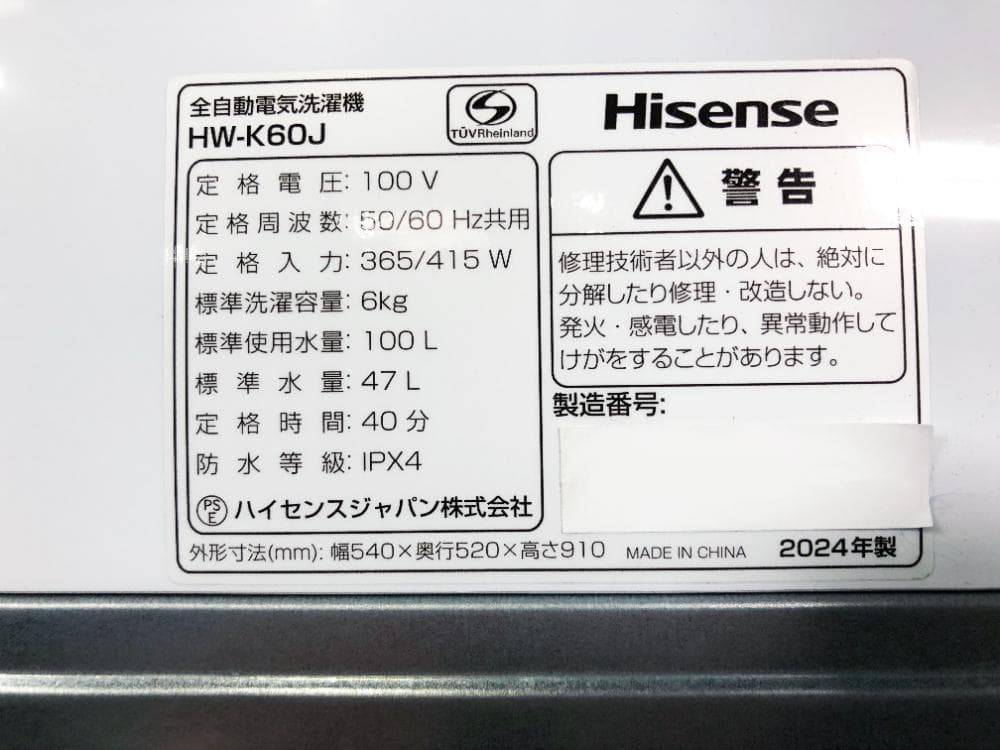 全自動電気洗濯機
HW-K60J
TÜVRheinland
Hisense
定格電圧: 100 V
定格周波数: 50/60 Hz共用
定格入力: 365/415 W
標準洗濯容量: 6kg
標準使用水量: 100 L
標準水量: 47 L
定格時間: 40 分
防水等級: IPX4
PS
E
ハイセンスジャパン株式会社
警告
修理技術者以外の人は、絶対に
分解したり修理・改造しない。
発火・感電したり、異常動作して
けがをすることがあります。
製造番号:
外形寸法(mm): 幅540×奥行520×高さ910
MADE IN CHINA
2024年製